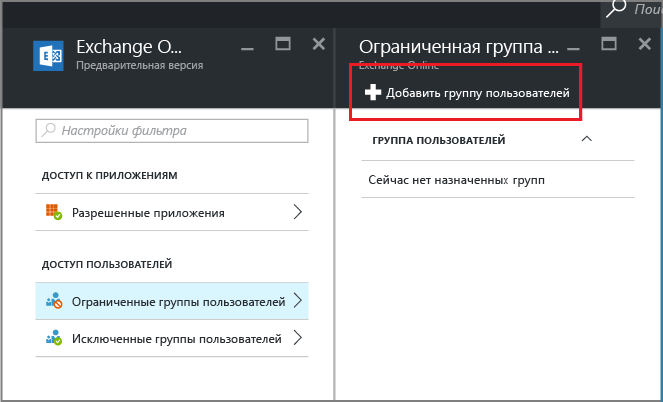 Пои
Exchange O...
Предварительная версия
Настройки фильтра
ДОСТУП К ПРИЛОЖЕНИЯМ
Разрешенные приложения
ДОСТУП ПОЛЬЗОВАТЕЛЕЙ
Ограниченные группы пользователей
Исключенные группы пользователей
Ограниченная группа ...
Exchange Online
Добавить группу пользователей
ГРУППА ПОЛЬЗОВАТЕЛЕЙ
Сейчас нет назначенных групп